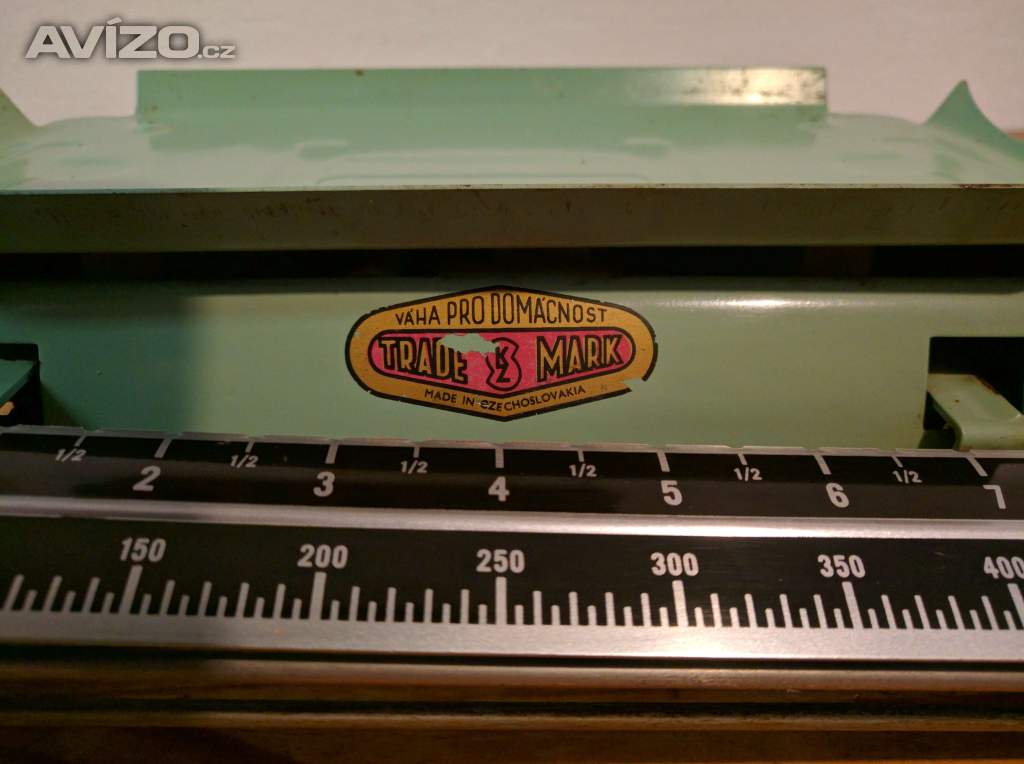 AVÍZO.cz
VÁHA PRO DOMÁCNOST
TRADE KZ MARK
MADE IN CZECHOSLOVAKIA
1/2 2 1/2 3 1/2 4 1/2 5 1/2 6 1/2 7
150 200 250 300 350 400